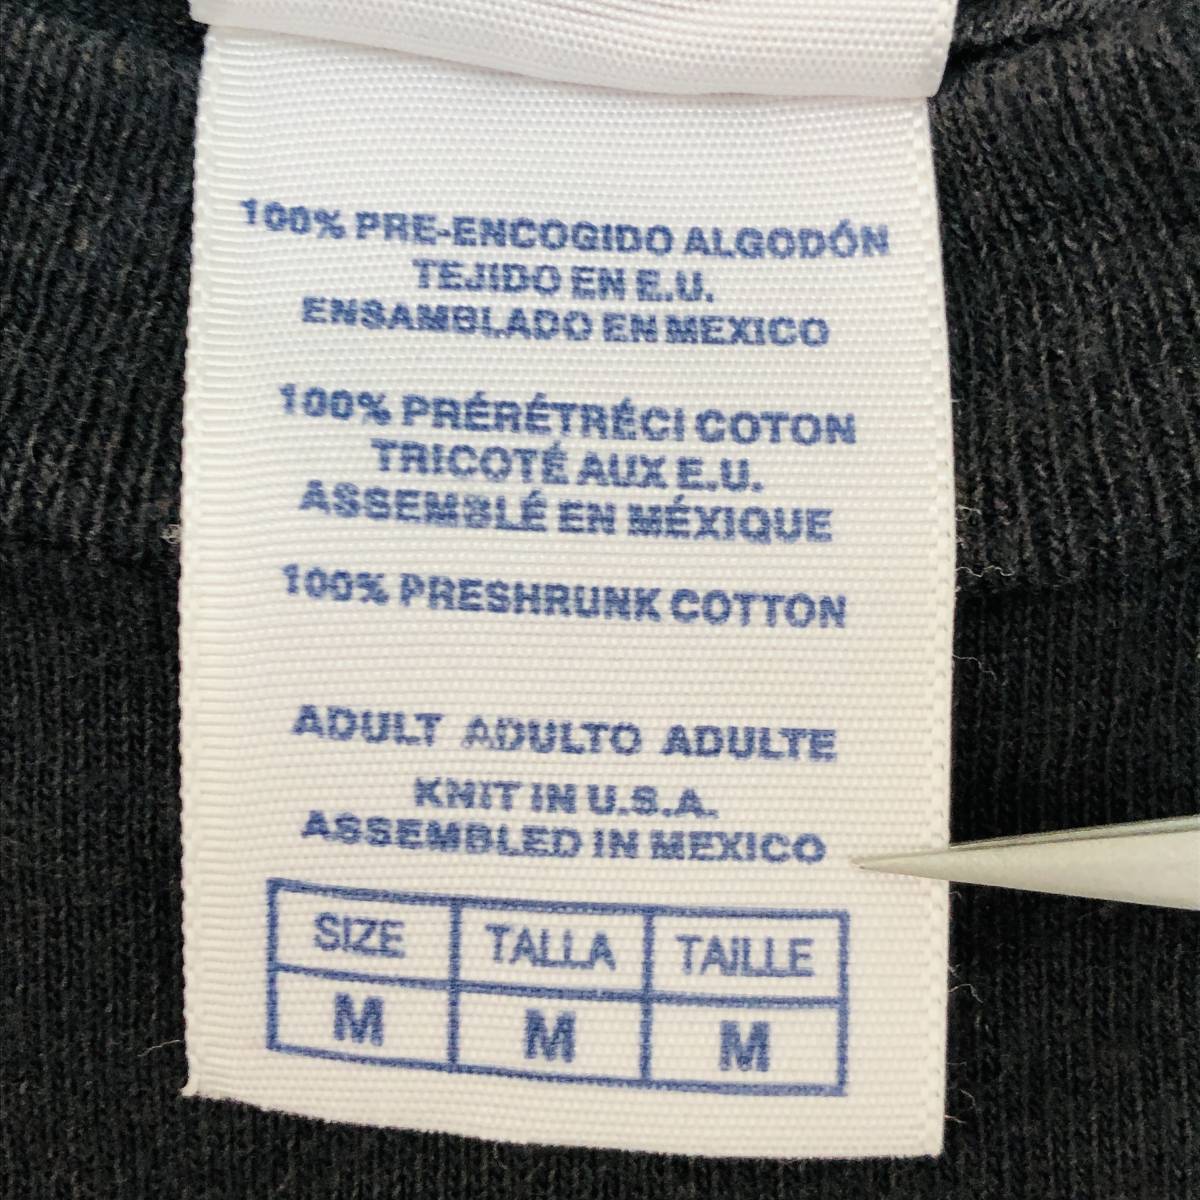 100% PRE-ENCOGIDO ALGODÓN
TEJIDO EN E.U.
ENSAMBLADO EN MEXICO
100% PRÉRÉTRÉCI COTON
TRICOTÉ AUX E.U.
ASSEMBLÉ EN MÉXIQUE
100% PRESHRUNK COTTON
ADULT ADULTO ADULTE
KNIT IN U.S.A.
ASSEMBLED IN MEXICO
SIZE TALLA TAILLE
M M M